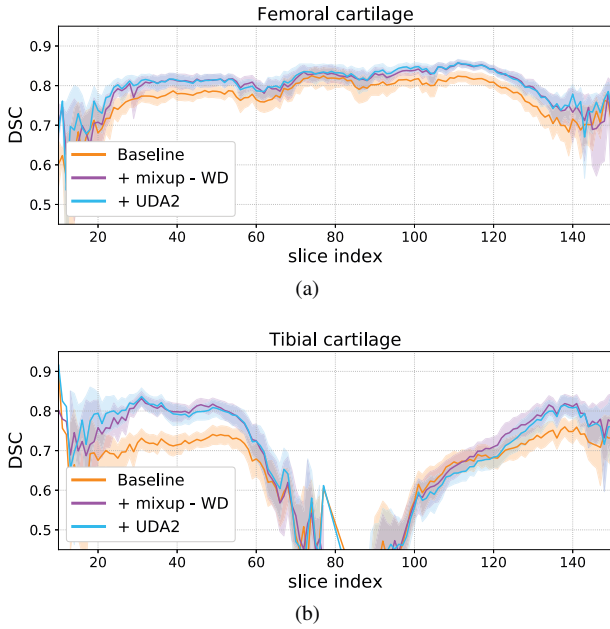 Femoral cartilage
0.9
0.8
0.7
0.6
0.5
DSC
Baseline
+ mixup - WD
+ UDA2
20 40 60 80 100 120 140
slice index
(a)
Tibial cartilage
0.9
0.8
0.7
0.6
0.5
DSC
Baseline
+ mixup - WD
+ UDA2
20 40 60 80 100 120 140
slice index
(b)